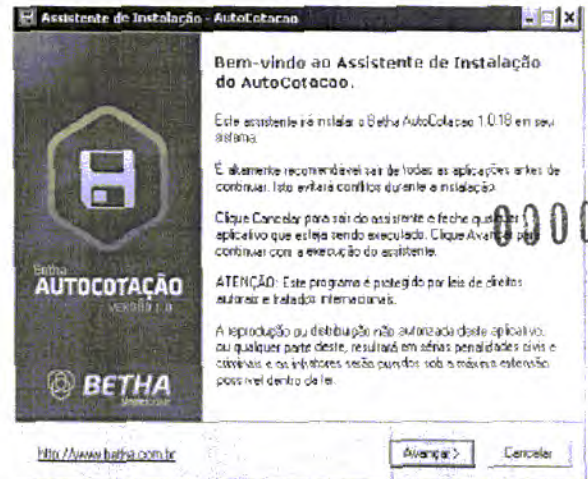 Assistente de Instalação - AutoCotacao
Bem-vindo ao Assistente de Instalação
do AutoCotacao.
Este assistente irá instalar o Betha AutoCotacao 1.0.18 em seu
sistema.
É altamente recomendável sair de todas as aplicações antes de
continuar. Isto evitará conflitos durante a instalação.
Clique Cancelar para sair do assistente e feche qualquer
aplicativo que esteja sendo executado. Clique Avançar para
continuar com a execução do assistente.
000
ATENÇÃO: Este programa é protegido por leis de direitos
autorais e tratados internacionais.
A reprodução ou distribuição não autorizada deste aplicativo,
ou qualquer parte deste, resultará em sérias penalidades civis e
criminais e os infratores serão punidos sob a máxima extensão
possível dentro da lei.
Betha
AUTOCOTAÇÃO
VERSÃO 1.0
BETHA
http://www.betha.com.br
Avançar >
Cancelar